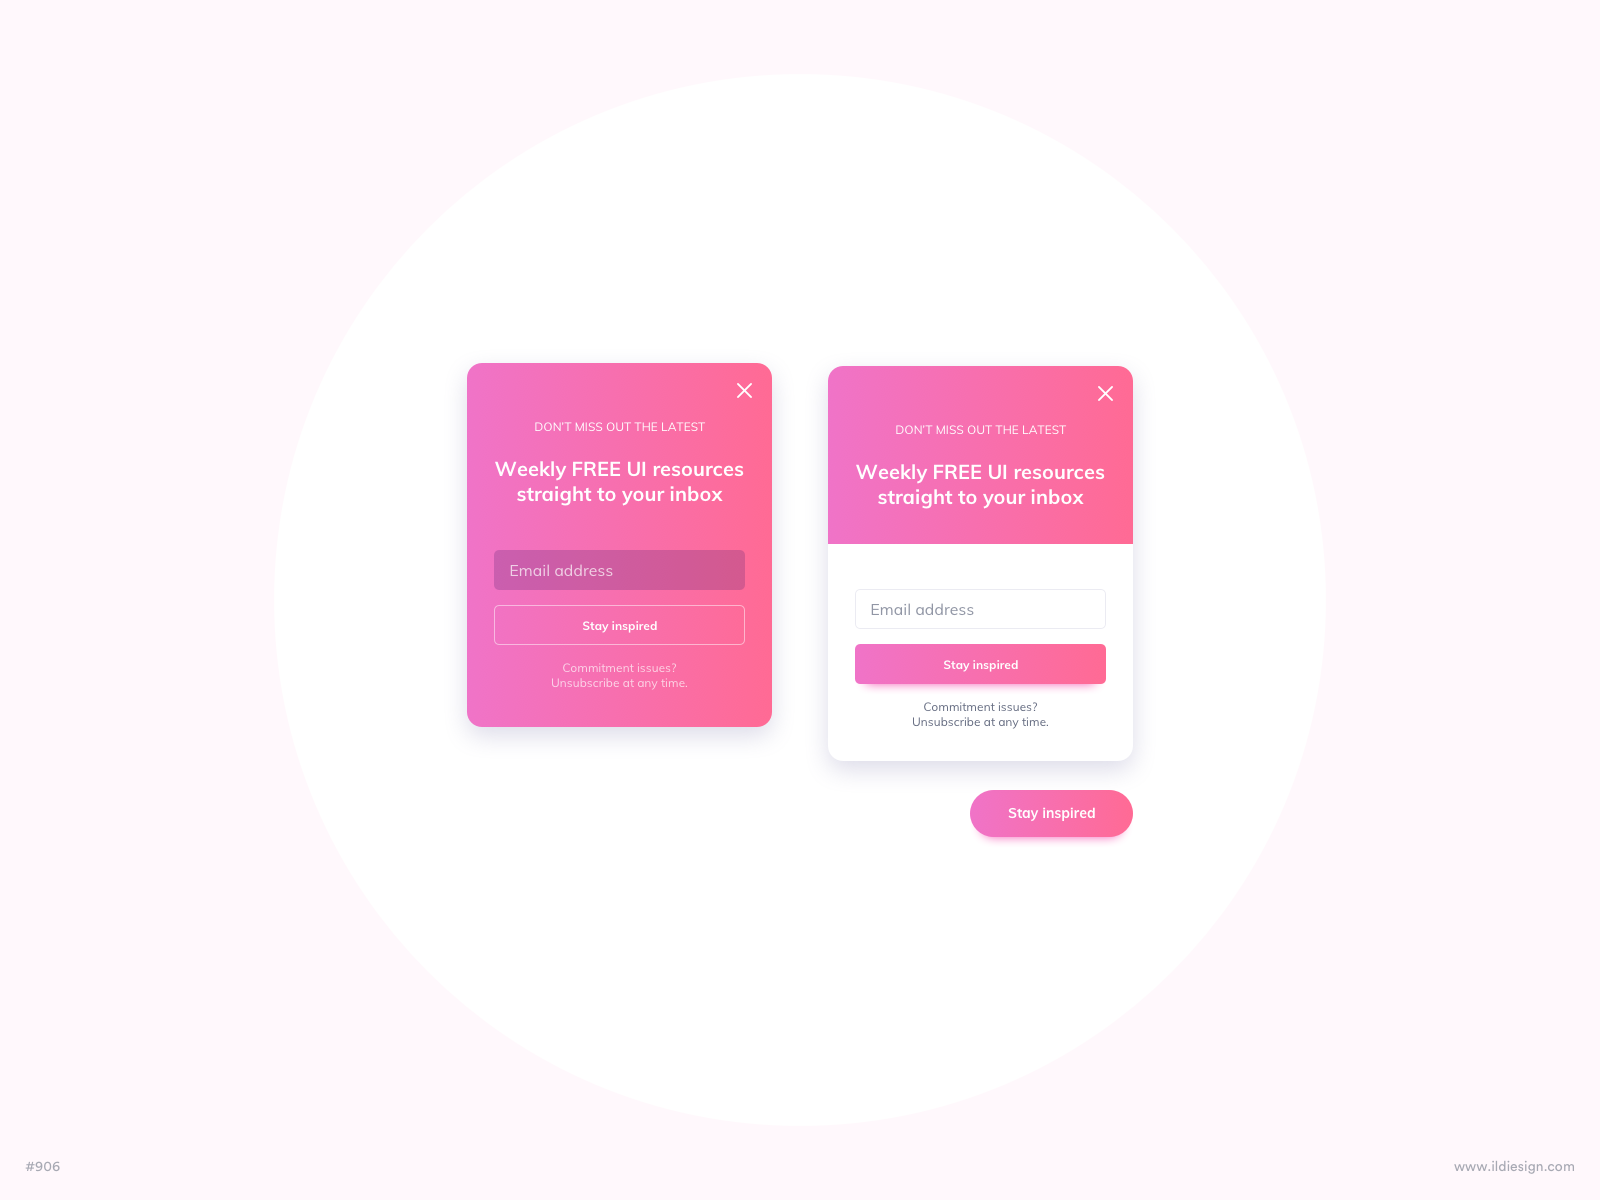 DON'T MISS OUT THE LATEST
Weekly FREE UI resources
straight to your inbox
Email address
Stay inspired
Commitment issues?
Unsubscribe at any time.
DON'T MISS OUT THE LATEST
Weekly FREE UI resources
straight to your inbox
Email address
Stay inspired
Commitment issues?
Unsubscribe at any time.
Stay inspired
#906
www.ildiesign.com